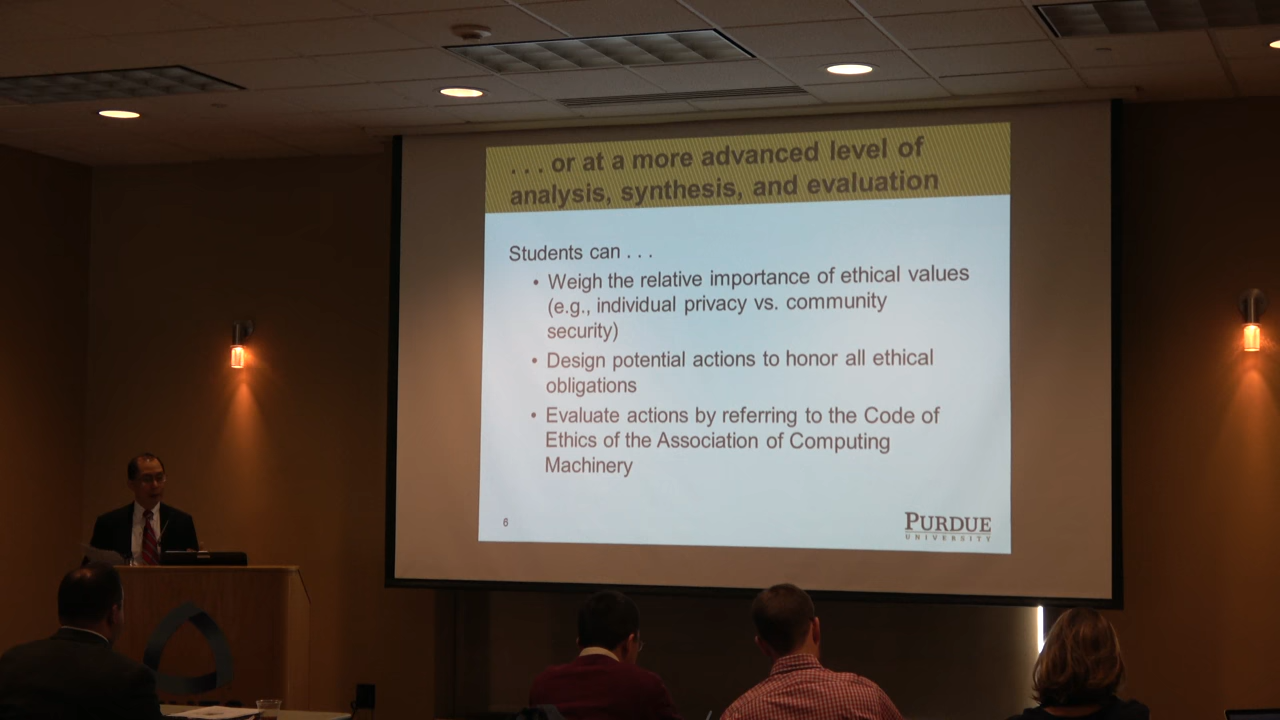 . . . or at a more advanced level of
analysis, synthesis, and evaluation
Students can . . .
• Weigh the relative importance of ethical values
(e.g., individual privacy vs. community
security)
• Design potential actions to honor all ethical
obligations
• Evaluate actions by referring to the Code of
Ethics of the Association of Computing
Machinery
6
PURDUE
UNIVERSITY